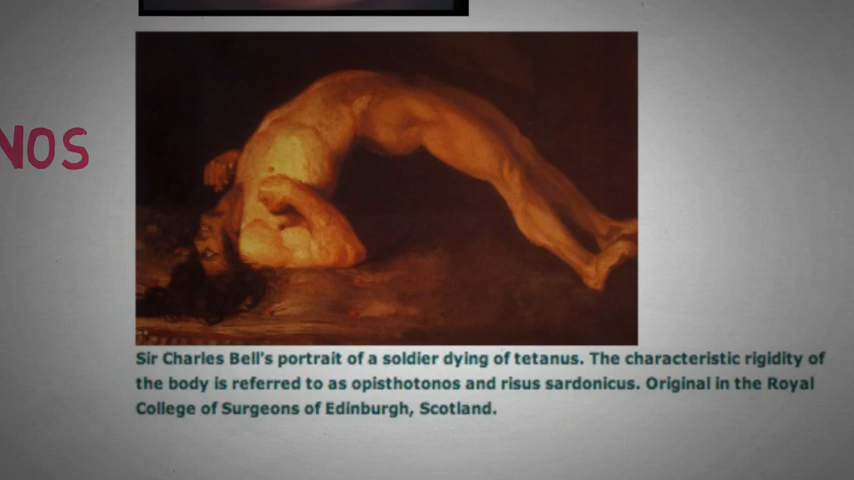 NOS
Sir Charles Bell's portrait of a soldier dying of tetanus. The characteristic rigidity of
the body is referred to as opisthotonos and risus sardonicus. Original in the Royal
College of Surgeons of Edinburgh, Scotland.